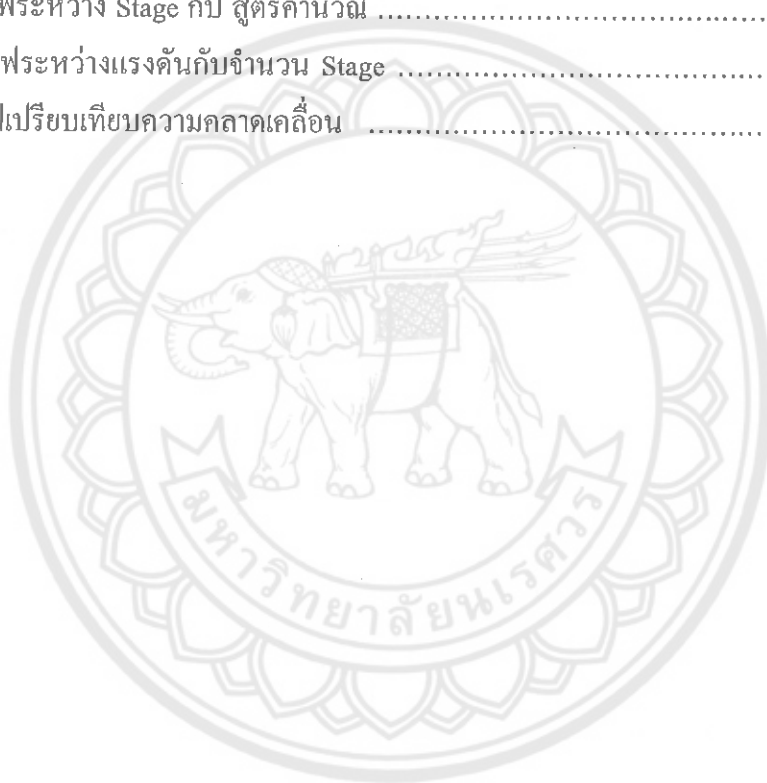 ฟระหว่าง Stage กับ สูตรคำนวณ ........................................
ฟระหว่างแรงดันกับจำนวน Stage ........................................
เปรียบเทียบความคลาดเคลื่อน ........................................
มหาวิทยาลัยนเรศวร